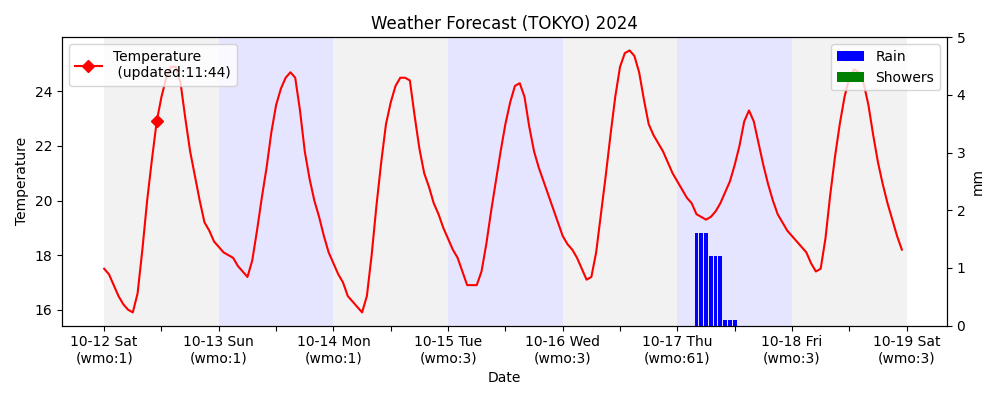 Weather Forecast (TOKYO) 2024
Temperature
(updated:11:44)
Rain
Showers
Temperature
24
22
20
18
16
5
4
3
2
1
0
mm
10-12 Sat
(wmo:1)
10-13 Sun
(wmo:1)
10-14 Mon
(wmo:1)
10-15 Tue
(wmo:3)
10-16 Wed
(wmo:3)
10-17 Thu
(wmo:61)
10-18 Fri
(wmo:3)
10-19 Sat
(wmo:3)
Date